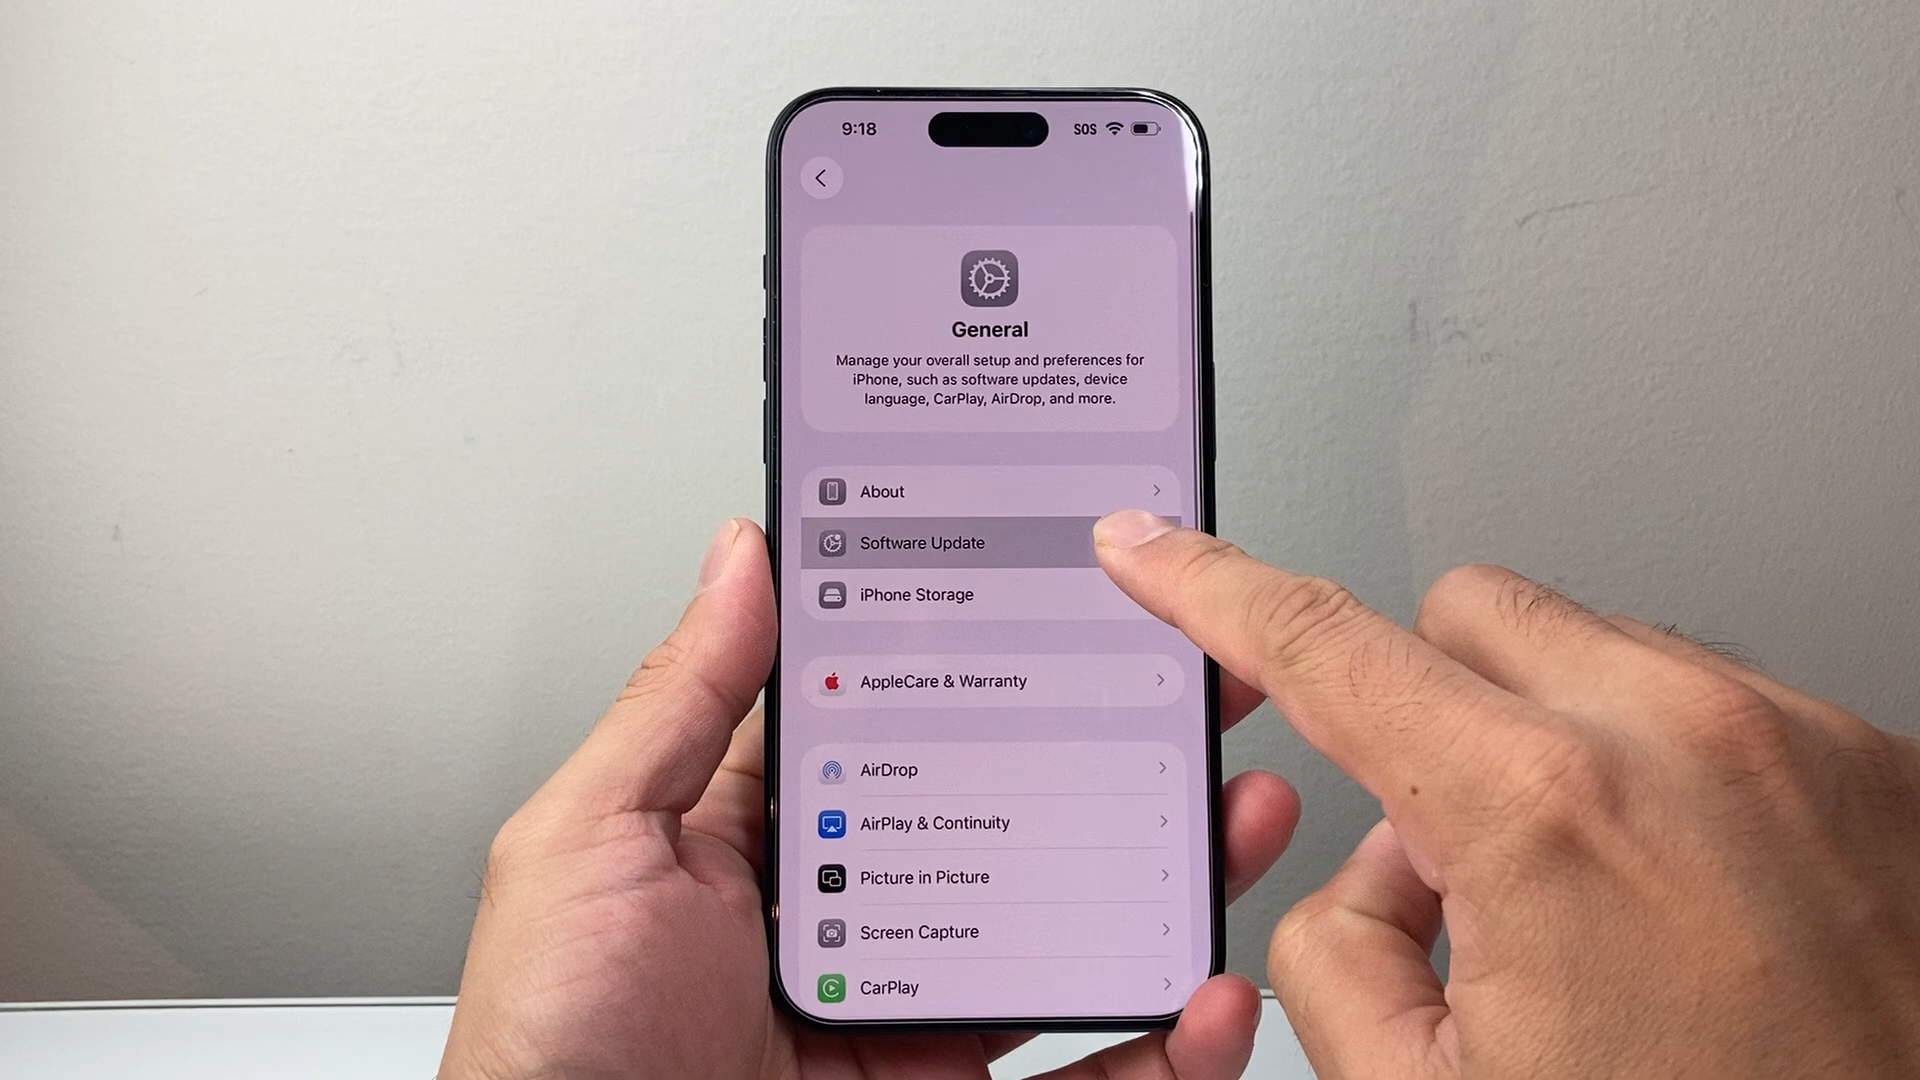 9:18
SOS
General
Manage your overall setup and preferences for
iPhone, such as software updates, device
language, CarPlay, AirDrop, and more.
About
Software Update
iPhone Storage
AppleCare & Warranty
AirDrop
AirPlay & Continuity
Picture in Picture
Screen Capture
CarPlay